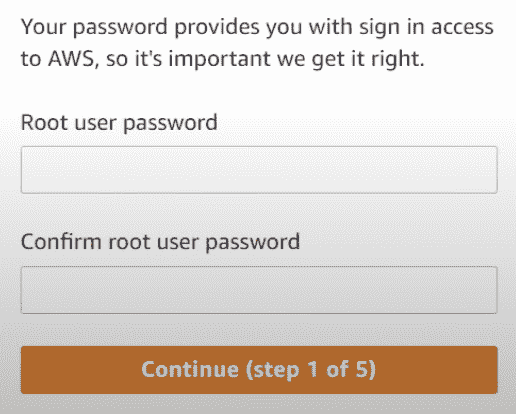 Your password provides you with sign in access
to AWS, so it's important we get it right.
Root user password
Confirm root user password
Continue (step 1 of 5)